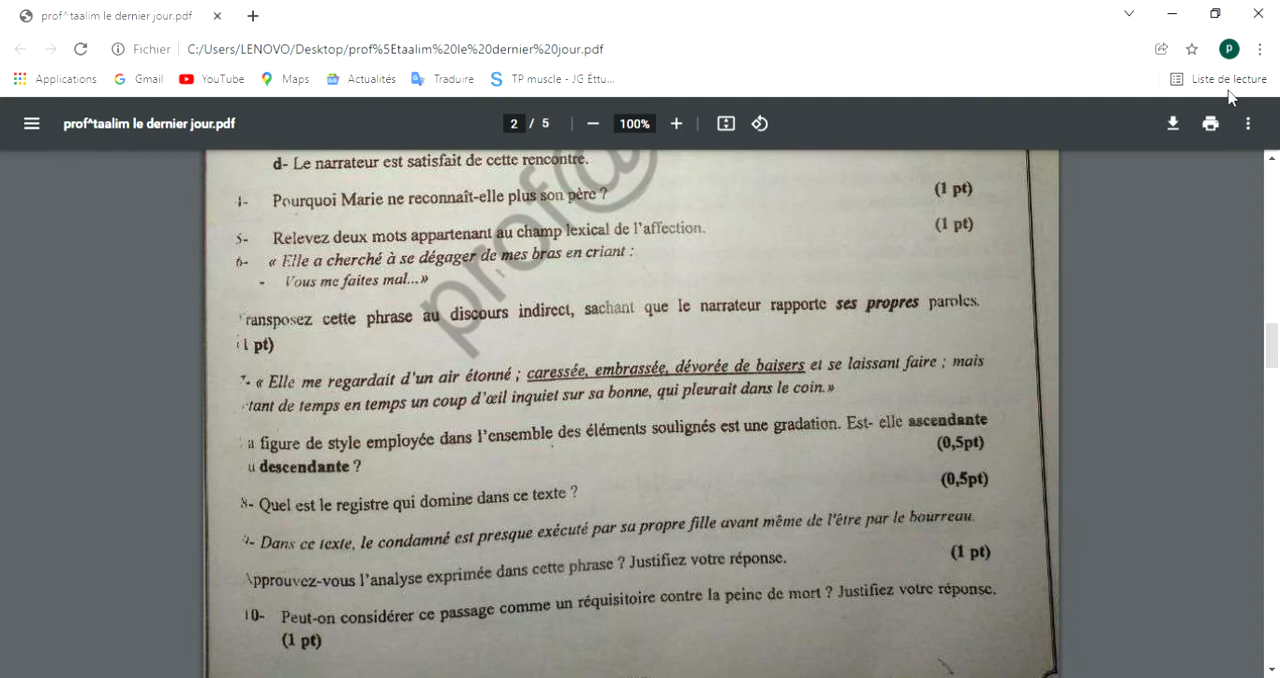 prof^taalim le dernier jour.pdf
Fichier C:/Users/LENOVO/Desktop/prof%5Etaalim%20le%20dernier%20jour.pdf
P
Applications Gmail YouTube Maps Actualités Traduire TP muscle - JG Éttu...
Liste de lecture
prof^taalim le dernier jour.pdf 2 / 5 100%
d- Le narrateur est satisfait de cette rencontre.
4- Pourquoi Marie ne reconnaît-elle plus son père ? (1 pt)
5- Relevez deux mots appartenant au champ lexical de l'affection. (1 pt)
6- « Elle a cherché à se dégager de mes bras en criant :
- Vous me faites mal...»
Transposez cette phrase au discours indirect, sachant que le narrateur rapporte ses propres paroles.
(1 pt)
7- « Elle me regardait d'un air étonné ; caressée, embrassée, dévorée de baisers et se laissant faire ; mais
tant de temps en temps un coup d'œil inquiet sur sa bonne, qui pleurait dans le coin.»
a figure de style employée dans l'ensemble des éléments soulignés est une gradation. Est- elle ascendante
u descendante ? (0,5pt)
8- Quel est le registre qui domine dans ce texte ? (0,5pt)
9- Dans ce texte, le condamné est presque exécuté par sa propre fille avant même de l'être par le bourreau.
Approuvez-vous l'analyse exprimée dans cette phrase ? Justifiez votre réponse. (1 pt)
10- Peut-on considérer ce passage comme un réquisitoire contre la peine de mort ? Justifiez votre réponse.
(1 pt)
prof@